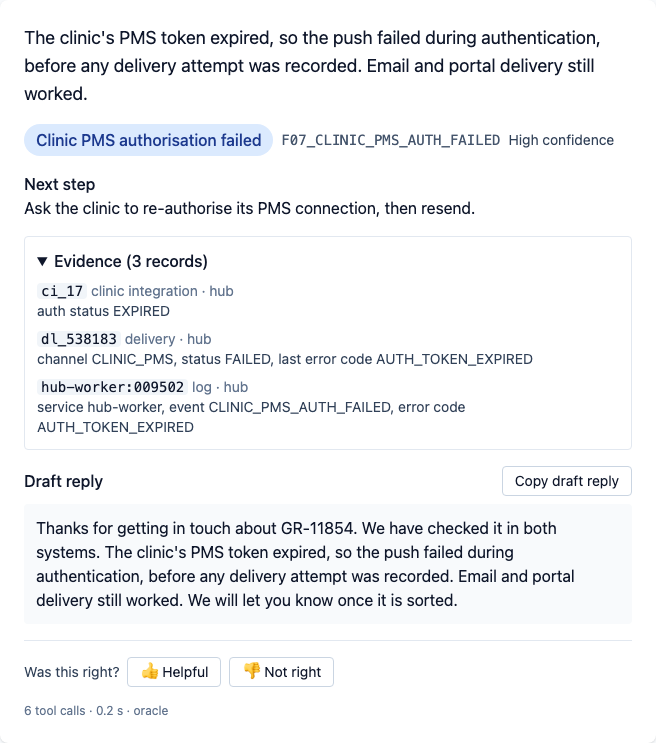 The clinic's PMS token expired, so the push failed during authentication,
before any delivery attempt was recorded. Email and portal delivery still
worked.
Clinic PMS authorisation failed F07_CLINIC_PMS_AUTH_FAILED High confidence
Next step
Ask the clinic to re-authorise its PMS connection, then resend.
▼ Evidence (3 records)
ci_17 clinic integration · hub
auth status EXPIRED
dl_538183 delivery · hub
channel CLINIC_PMS, status FAILED, last error code AUTH_TOKEN_EXPIRED
hub-worker:009502 log · hub
service hub-worker, event CLINIC_PMS_AUTH_FAILED, error code
AUTH_TOKEN_EXPIRED
Draft reply Copy draft reply
Thanks for getting in touch about GR-11854. We have checked it in both
systems. The clinic's PMS token expired, so the push failed during
authentication, before any delivery attempt was recorded. Email and portal
delivery still worked. We will let you know once it is sorted.
Was this right? 👍 Helpful 👎 Not right
6 tool calls · 0.2 s · oracle